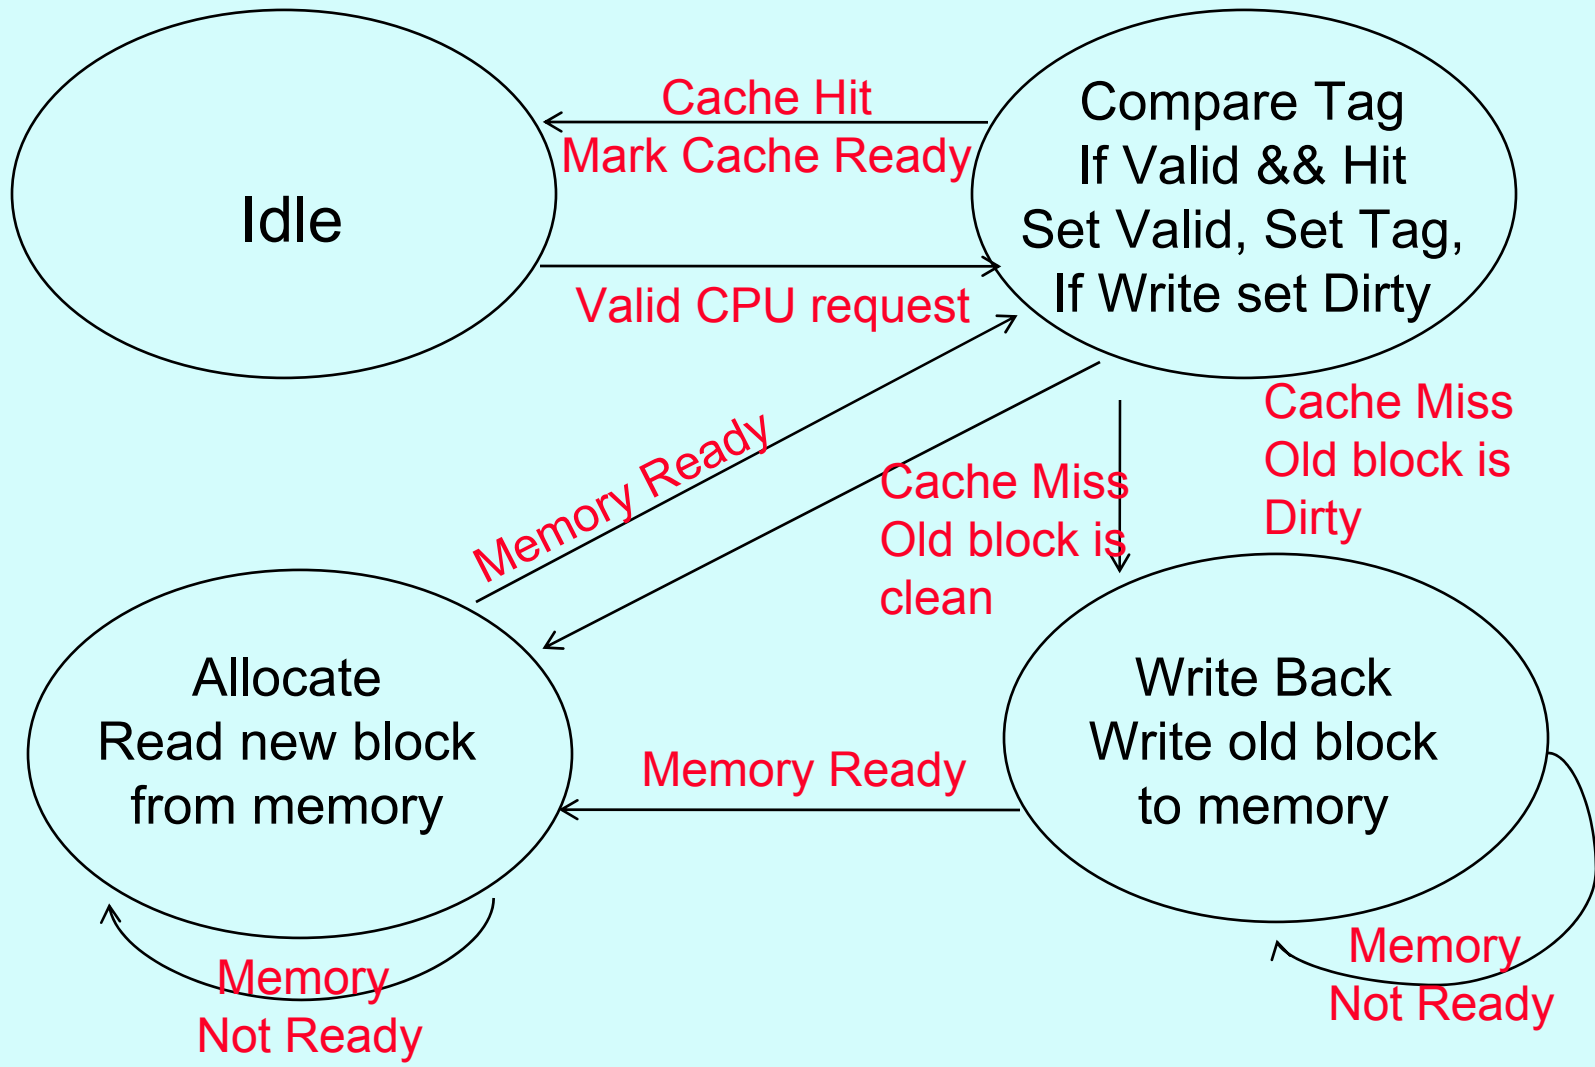 Idle
Cache Hit
Mark Cache Ready
Valid CPU request
Compare Tag
If Valid && Hit
Set Valid, Set Tag,
If Write set Dirty
Memory Ready
Cache Miss
Old block is
clean
Cache Miss
Old block is
Dirty
Allocate
Read new block
from memory
Memory Ready
Write Back
Write old block
to memory
Memory
Not Ready
Memory
Not Ready